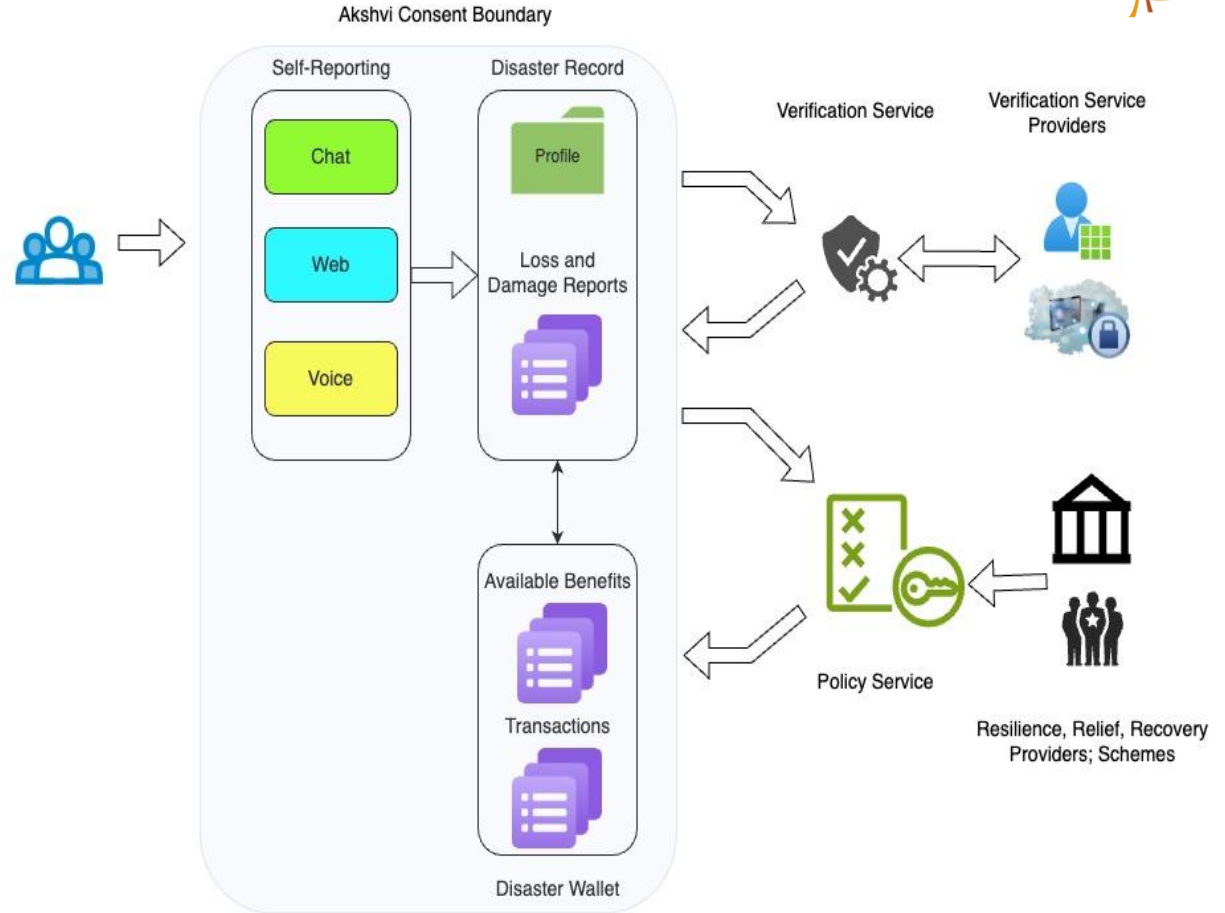 Akshvi Consent Boundary
Self-Reporting
Chat
Web
Voice
Disaster Record
Profile
Loss and
Damage Reports
Available Benefits
Transactions
Disaster Wallet
Verification Service
Verification Service
Providers
Policy Service
Resilience, Relief, Recovery
Providers; Schemes